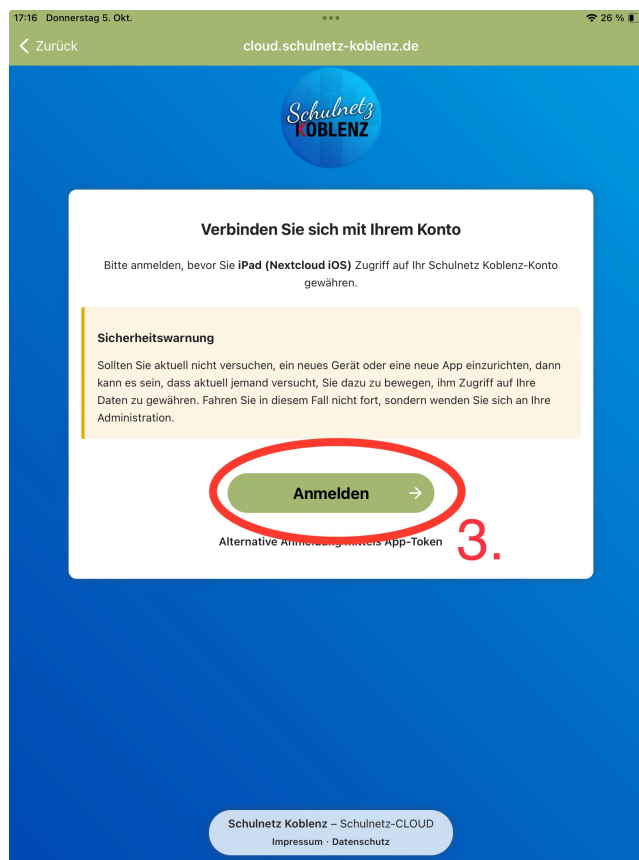 17:16 Donnerstag 5. Okt.
26 %
Zurück
cloud.schulnetz-koblenz.de
Schulnetz
KOBLENZ
Verbinden Sie sich mit Ihrem Konto
Bitte anmelden, bevor Sie iPad (Nextcloud iOS) Zugriff auf Ihr Schulnetz Koblenz-Konto
gewähren.
Sicherheitswarnung
Sollten Sie aktuell nicht versuchen, ein neues Gerät oder eine neue App einzurichten, dann
kann es sein, dass aktuell jemand versucht, Sie dazu zu bewegen, ihm Zugriff auf Ihre
Daten zu gewähren. Fahren Sie in diesem Fall nicht fort, sondern wenden Sie sich an Ihre
Administration.
Anmelden
Alternative Anmeldung mittels App-Token
3.
Schulnetz Koblenz – Schulnetz-CLOUD
Impressum · Datenschutz